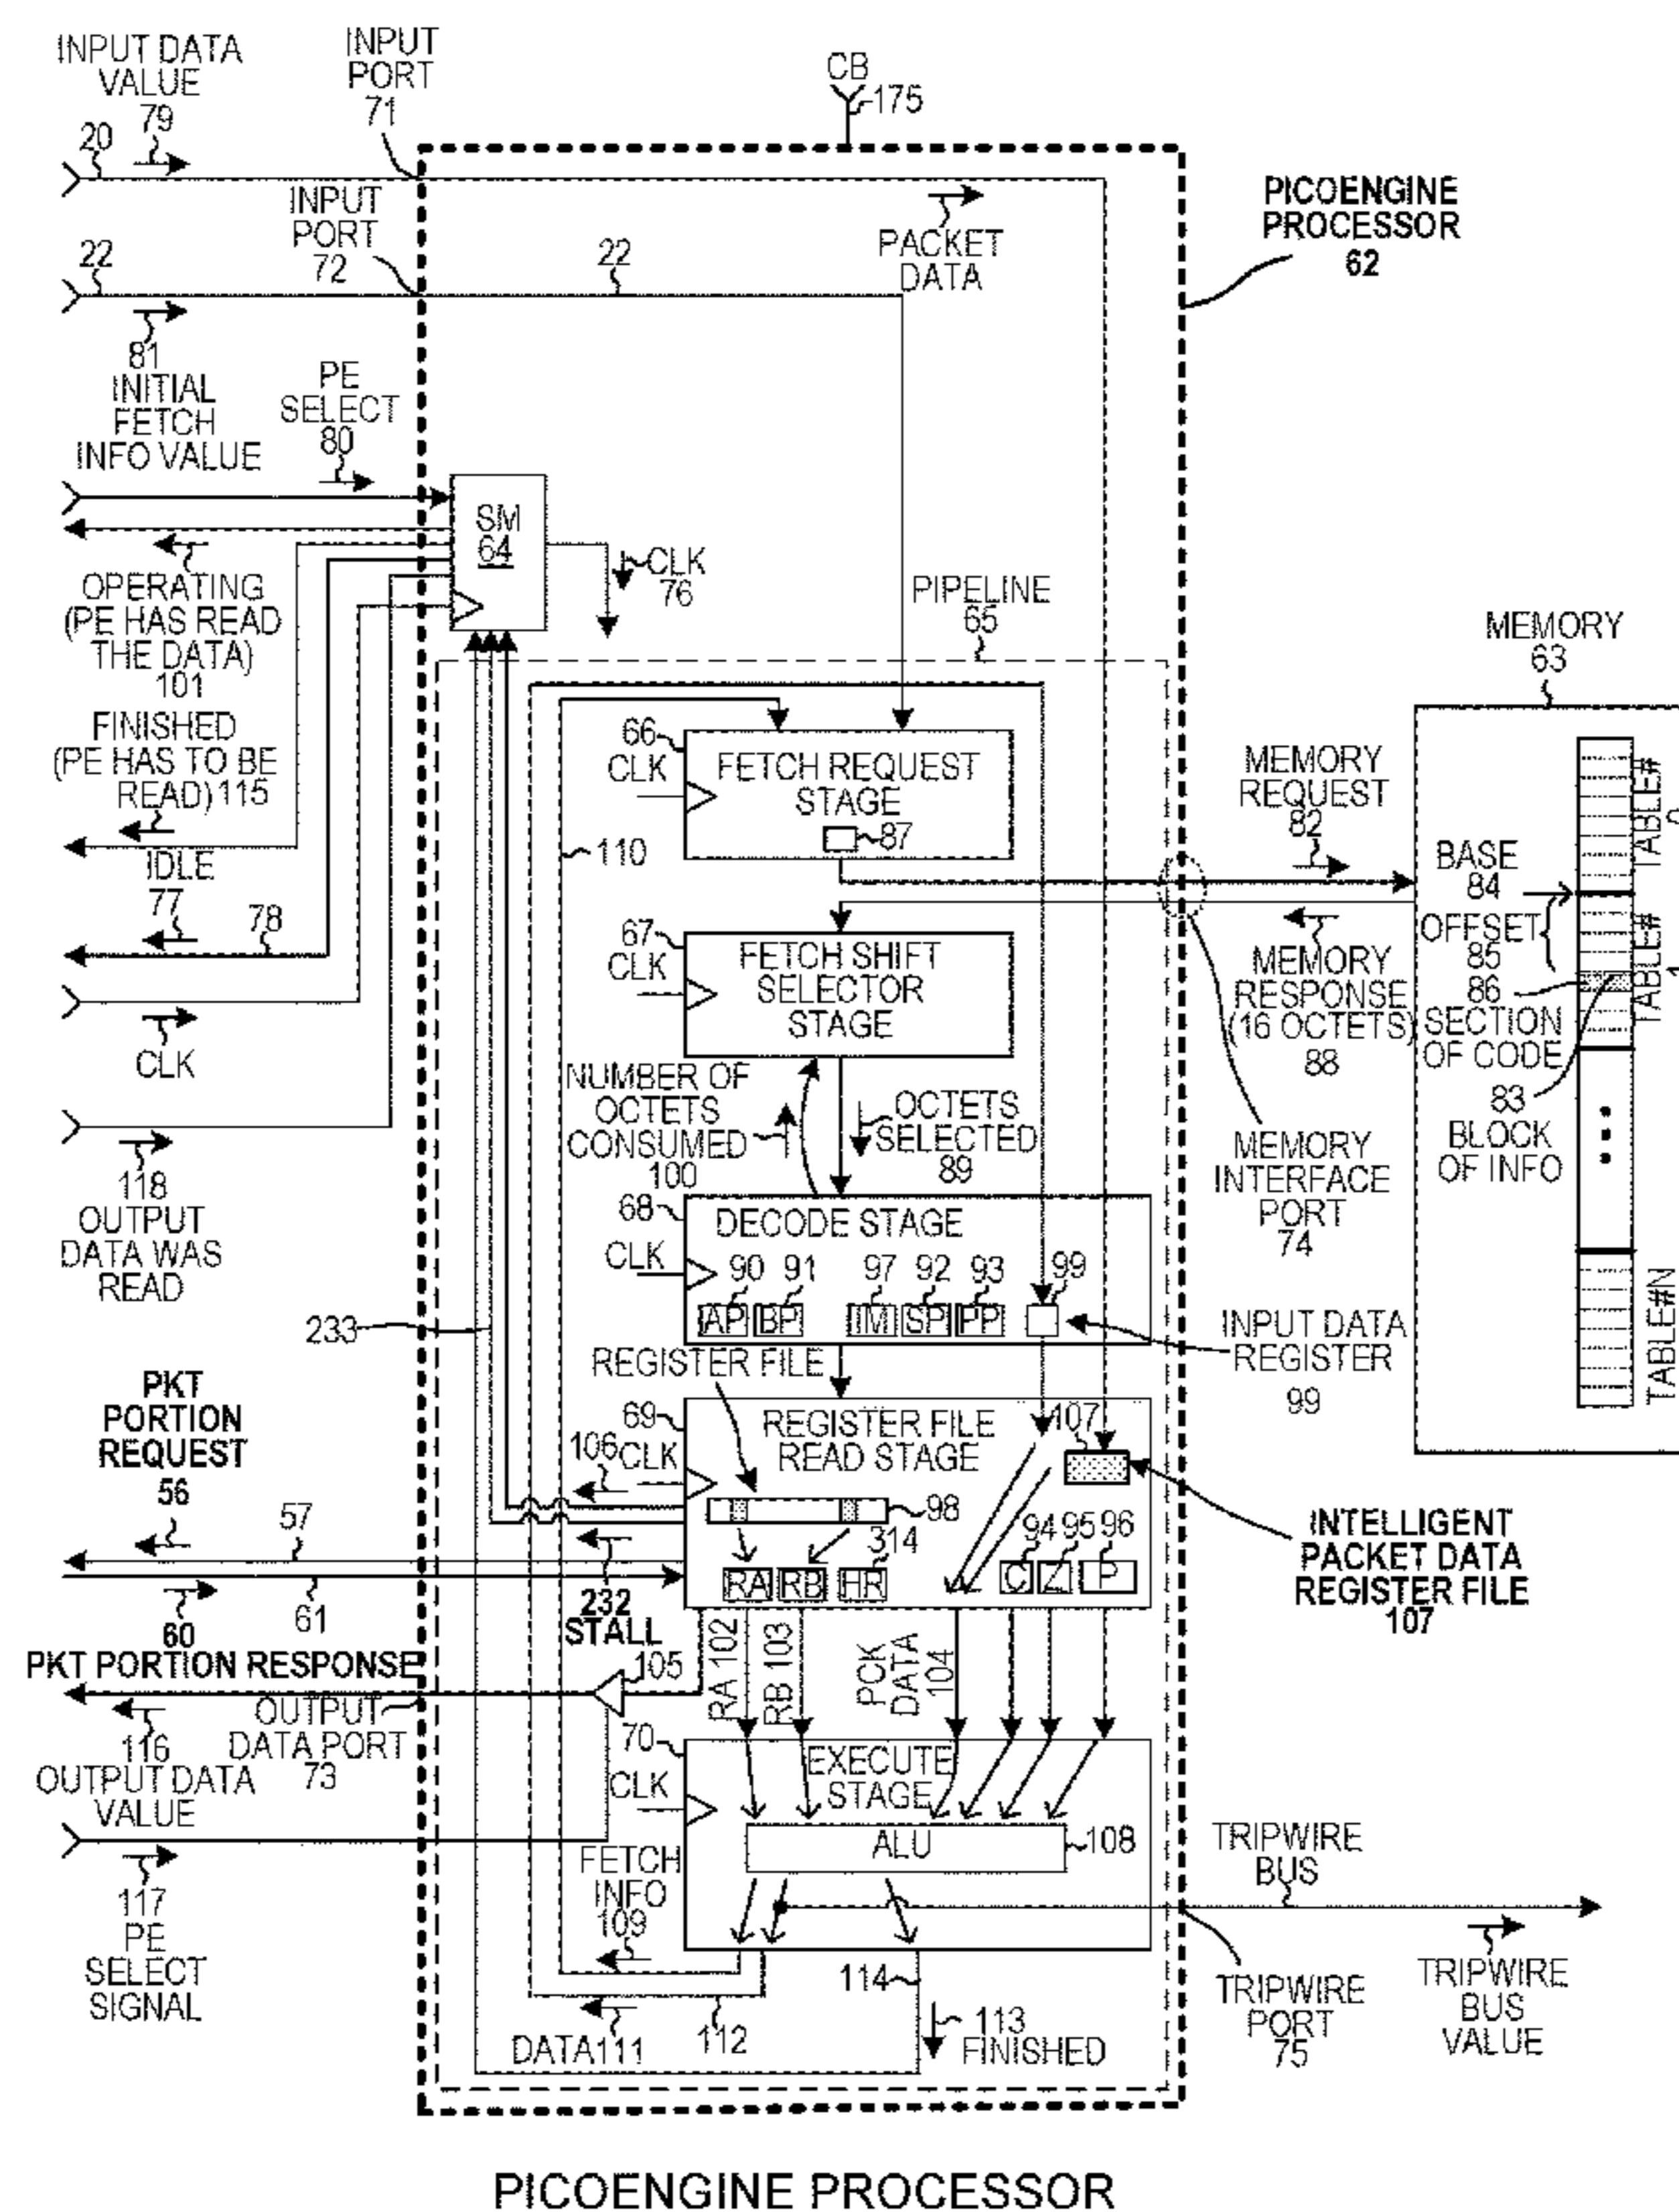 INPUT DATA
VALUE
79
20
INPUT
PORT
71
CB
175
INPUT
PORT
72
22
22
PACKET
DATA
PICOENGINE
PROCESSOR
62
81
INITIAL
FETCH
INFO VALUE
PE
SELECT
80
SM
64
CLK
76
OPERATING
(PE HAS READ
THE DATA)
101
PIPELINE
65
MEMORY
63
FINISHED
(PE HAS TO BE
READ) 115
66
CLK
FETCH REQUEST
STAGE
87
110
MEMORY
REQUEST
82
IDLE
77
78
BASE
84
OFFSET
85
86
SECTION
OF CODE
83
BLOCK
OF INFO
TABLE#
TABLE#
1
TABLE#N
67
CLK
FETCH SHIFT
SELECTOR
STAGE
MEMORY
RESPONSE
(16 OCTETS)
88
CLK
NUMBER OF
OCTETS
CONSUMED
100
OCTETS
SELECTED
89
MEMORY
INTERFACE
PORT
74
118
OUTPUT
DATA WAS
READ
68
CLK
DECODE STAGE
90 91 97 92 93 99
AP BP IM SP PP
INPUT DATA
REGISTER
99
233
REGISTER FILE
PKT
PORTION
REQUEST
56
57
69
106 CLK
REGISTER FILE
READ STAGE
107
98
314
94 95 96
RA RB HR C Z P
INTELLIGENT
PACKET DATA
REGISTER FILE
107
60
61
PKT PORTION RESPONSE
232
STALL
105
RA 102
RB 103
PCK
DATA
104
116
OUTPUT DATA
VALUE
OUTPUT
DATA PORT
73
70
CLK
EXECUTE
STAGE
ALU
108
117
PE
SELECT
SIGNAL
FETCH
INFO
109
TRIPWIRE
BUS
TRIPWIRE
PORT
75
TRIPWIRE
BUS
VALUE
114
113
FINISHED
DATA 111
112
PICOENGINE PROCESSOR